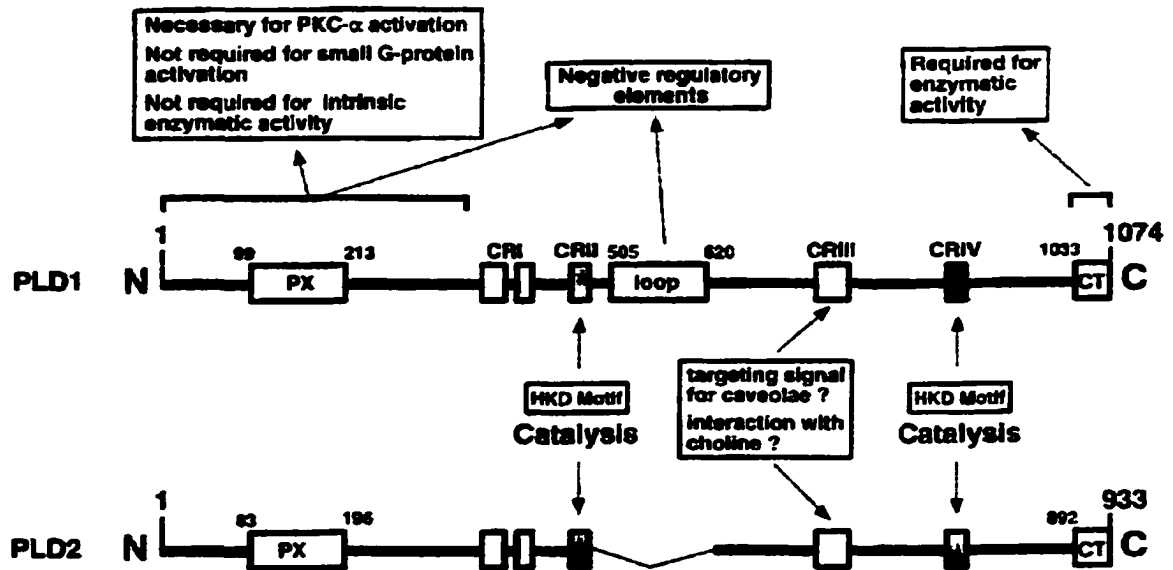 Necessary for PKC-α activation
Not required for small G-protein
activation
Not required for intrinsic
enzymatic activity
Negative regulatory
elements
Required for
enzymatic
activity
1
99
213
CRI
CRII
505
620
CRIII
CRIV
1033
1074
PLD1
N
PX
loop
CT
C
HKD Motif
Catalysis
targeting signal
for caveolae ?
interaction with
choline ?
HKD Motif
Catalysis
1
83
196
892
933
PLD2
N
PX
CT
C